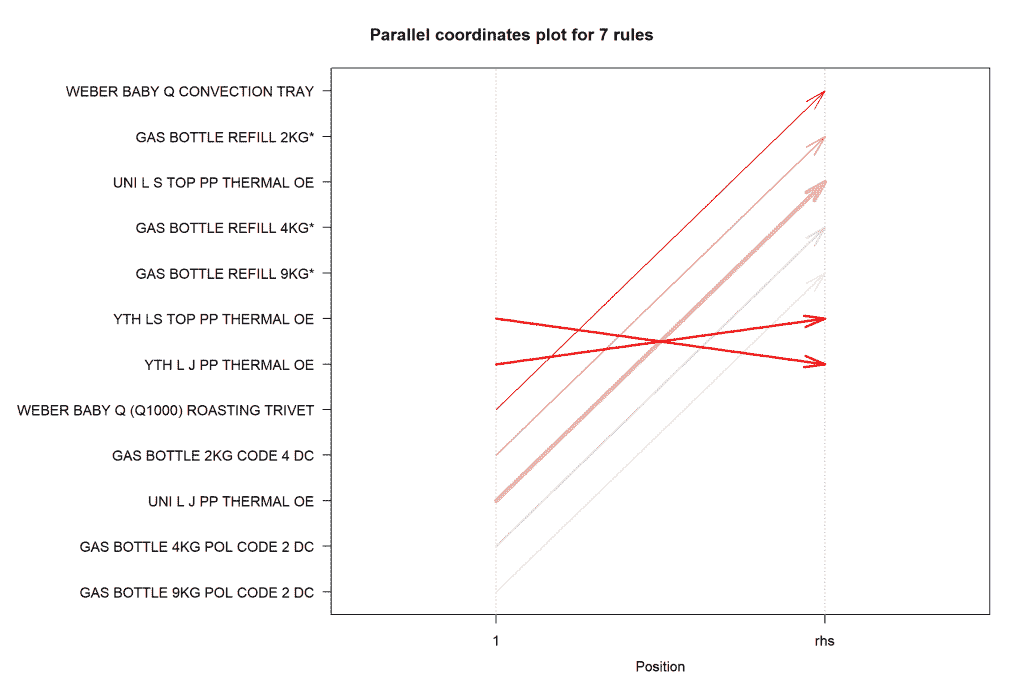 Parallel coordinates plot for 7 rules
WEBER BABY Q CONVECTION TRAY
GAS BOTTLE REFILL 2KG*
UNI L S TOP PP THERMAL OE
GAS BOTTLE REFILL 4KG*
GAS BOTTLE REFILL 9KG*
YTH LS TOP PP THERMAL OE
YTH L J PP THERMAL OE
WEBER BABY Q (Q1000) ROASTING TRIVET
GAS BOTTLE 2KG CODE 4 DC
UNI L J PP THERMAL OE
GAS BOTTLE 4KG POL CODE 2 DC
GAS BOTTLE 9KG POL CODE 2 DC
1 rhs
Position